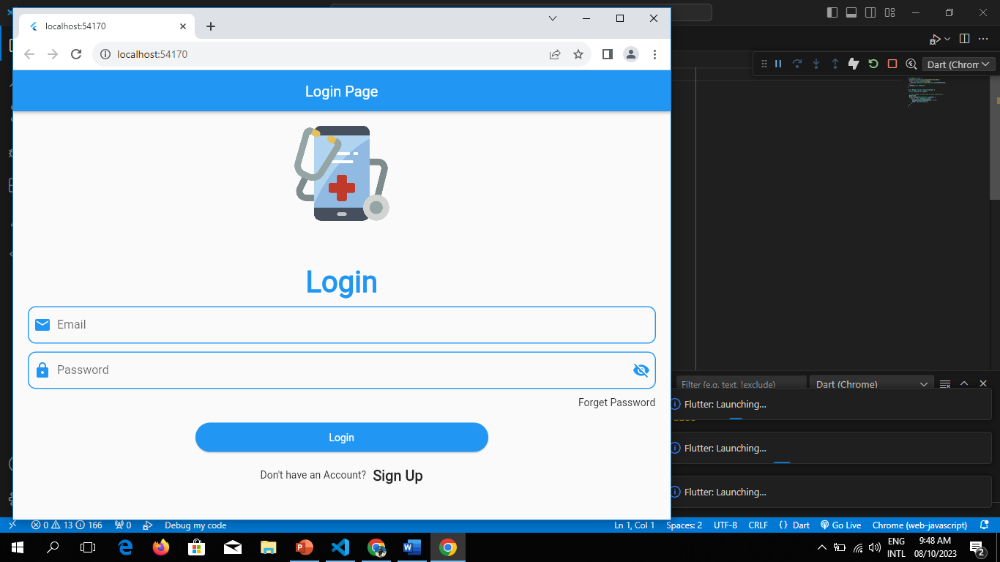 localhost:54170
localhost:54170
Login Page
Login
Email
Password
Forget Password
Login
Don't have an Account? Sign Up
Dart (Chrom
Filter (e.g. text, !exclude)
Dart (Chrome)
Flutter: Launching...
Flutter: Launching...
Flutter: Launching...
0 13 166 0 Debug my code
Ln 1, Col 1 Spaces: 2 UTF-8 CRLF {} Dart Go Live Chrome (web-javascript)
ENG 9:48 AM
INTL 08/10/2023 2